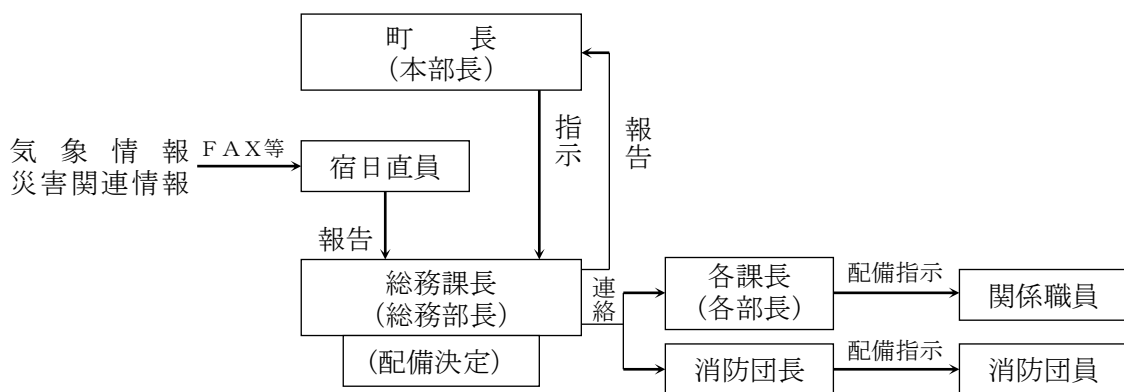 町　　長
（本部長）
指示
報告
気象情報
災害関連情報
ＦＡＸ等
宿日直員
報告
総務課長
（総務部長）
（配備決定）
連絡
各課長
（各部長）
配備指示
関係職員
消防団長
配備指示
消防団員